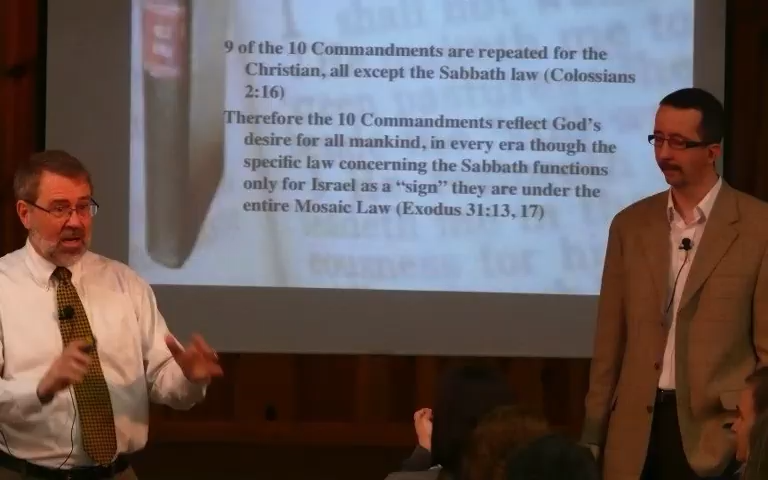 9 of the 10 Commandments are repeated for the
Christian, all except the Sabbath law (Colossians
2:16)
Therefore the 10 Commandments reflect God's
desire for all mankind, in every era though the
specific law concerning the Sabbath functions
only for Israel as a “sign” they are under the
entire Mosaic Law (Exodus 31:13, 17)